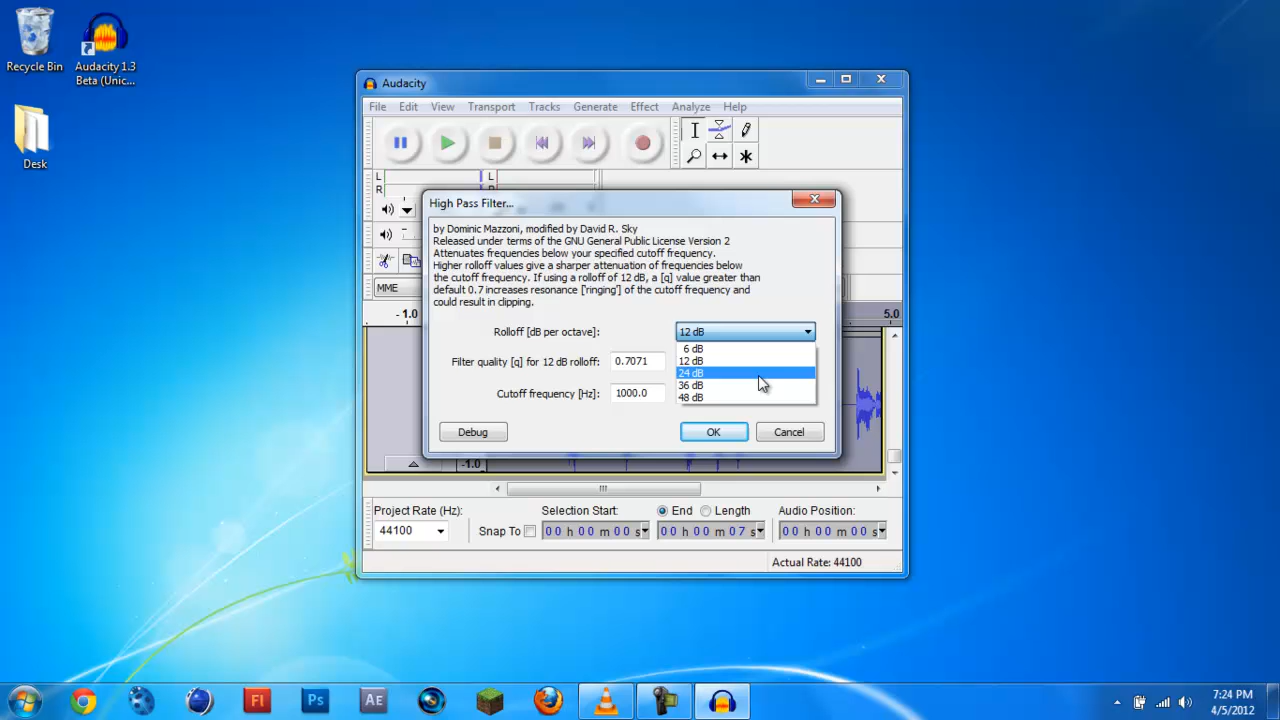 Recycle Bin
Audacity 1.3
Beta (Unic...
Desk
Audacity
File Edit View Transport Tracks Generate Effect Analyze Help
L L
R R
MME
- 1.0 5.0
High Pass Filter...
by Dominic Mazzoni, modified by David R. Sky
Released under terms of the GNU General Public License Version 2
Attenuates frequencies below your specified cutoff frequency.
Higher rolloff values give a sharper attenuation of frequencies below
the cutoff frequency. If using a rolloff of 12 dB, a [q] value greater than
default 0.7 increases resonance ['ringing'] of the cutoff frequency and
could result in clipping.
Rolloff [dB per octave]: 12 dB
6 dB
Filter quality [q] for 12 dB rolloff: 0.7071 12 dB
24 dB
36 dB
Cutoff frequency [Hz]: 1000.0 48 dB
Debug OK Cancel
-1.0
Project Rate (Hz): Selection Start: End Length Audio Position:
44100 Snap To 00 h 00 m 00 s 00 h 00 m 07 s 00 h 00 m 00 s
Actual Rate: 44100
Fl Ps AE
7:24 PM
4/5/2012